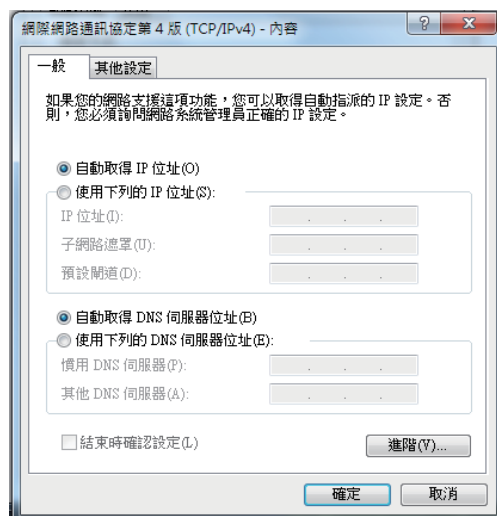 網際網路通訊協定第 4 版 (TCP/IPv4) - 內容
一般
其他設定
如果您的網路支援這項功能，您可以取得自動指派的 IP 設定。否
則，您必須詢問網路系統管理員正確的 IP 設定。
自動取得 IP 位址(O)
使用下列的 IP 位址(S):
IP 位址(I):
子網路遮罩(U):
預設閘道(D):
自動取得 DNS 伺服器位址(B)
使用下列的 DNS 伺服器位址(E):
慣用 DNS 伺服器(P):
其他 DNS 伺服器(A):
結束時確認設定(L)
進階(V)...
確定
取消